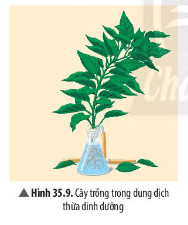 ▲ Hình 35.9. Cây trồng trong dung dịch
thừa dinh dưỡng